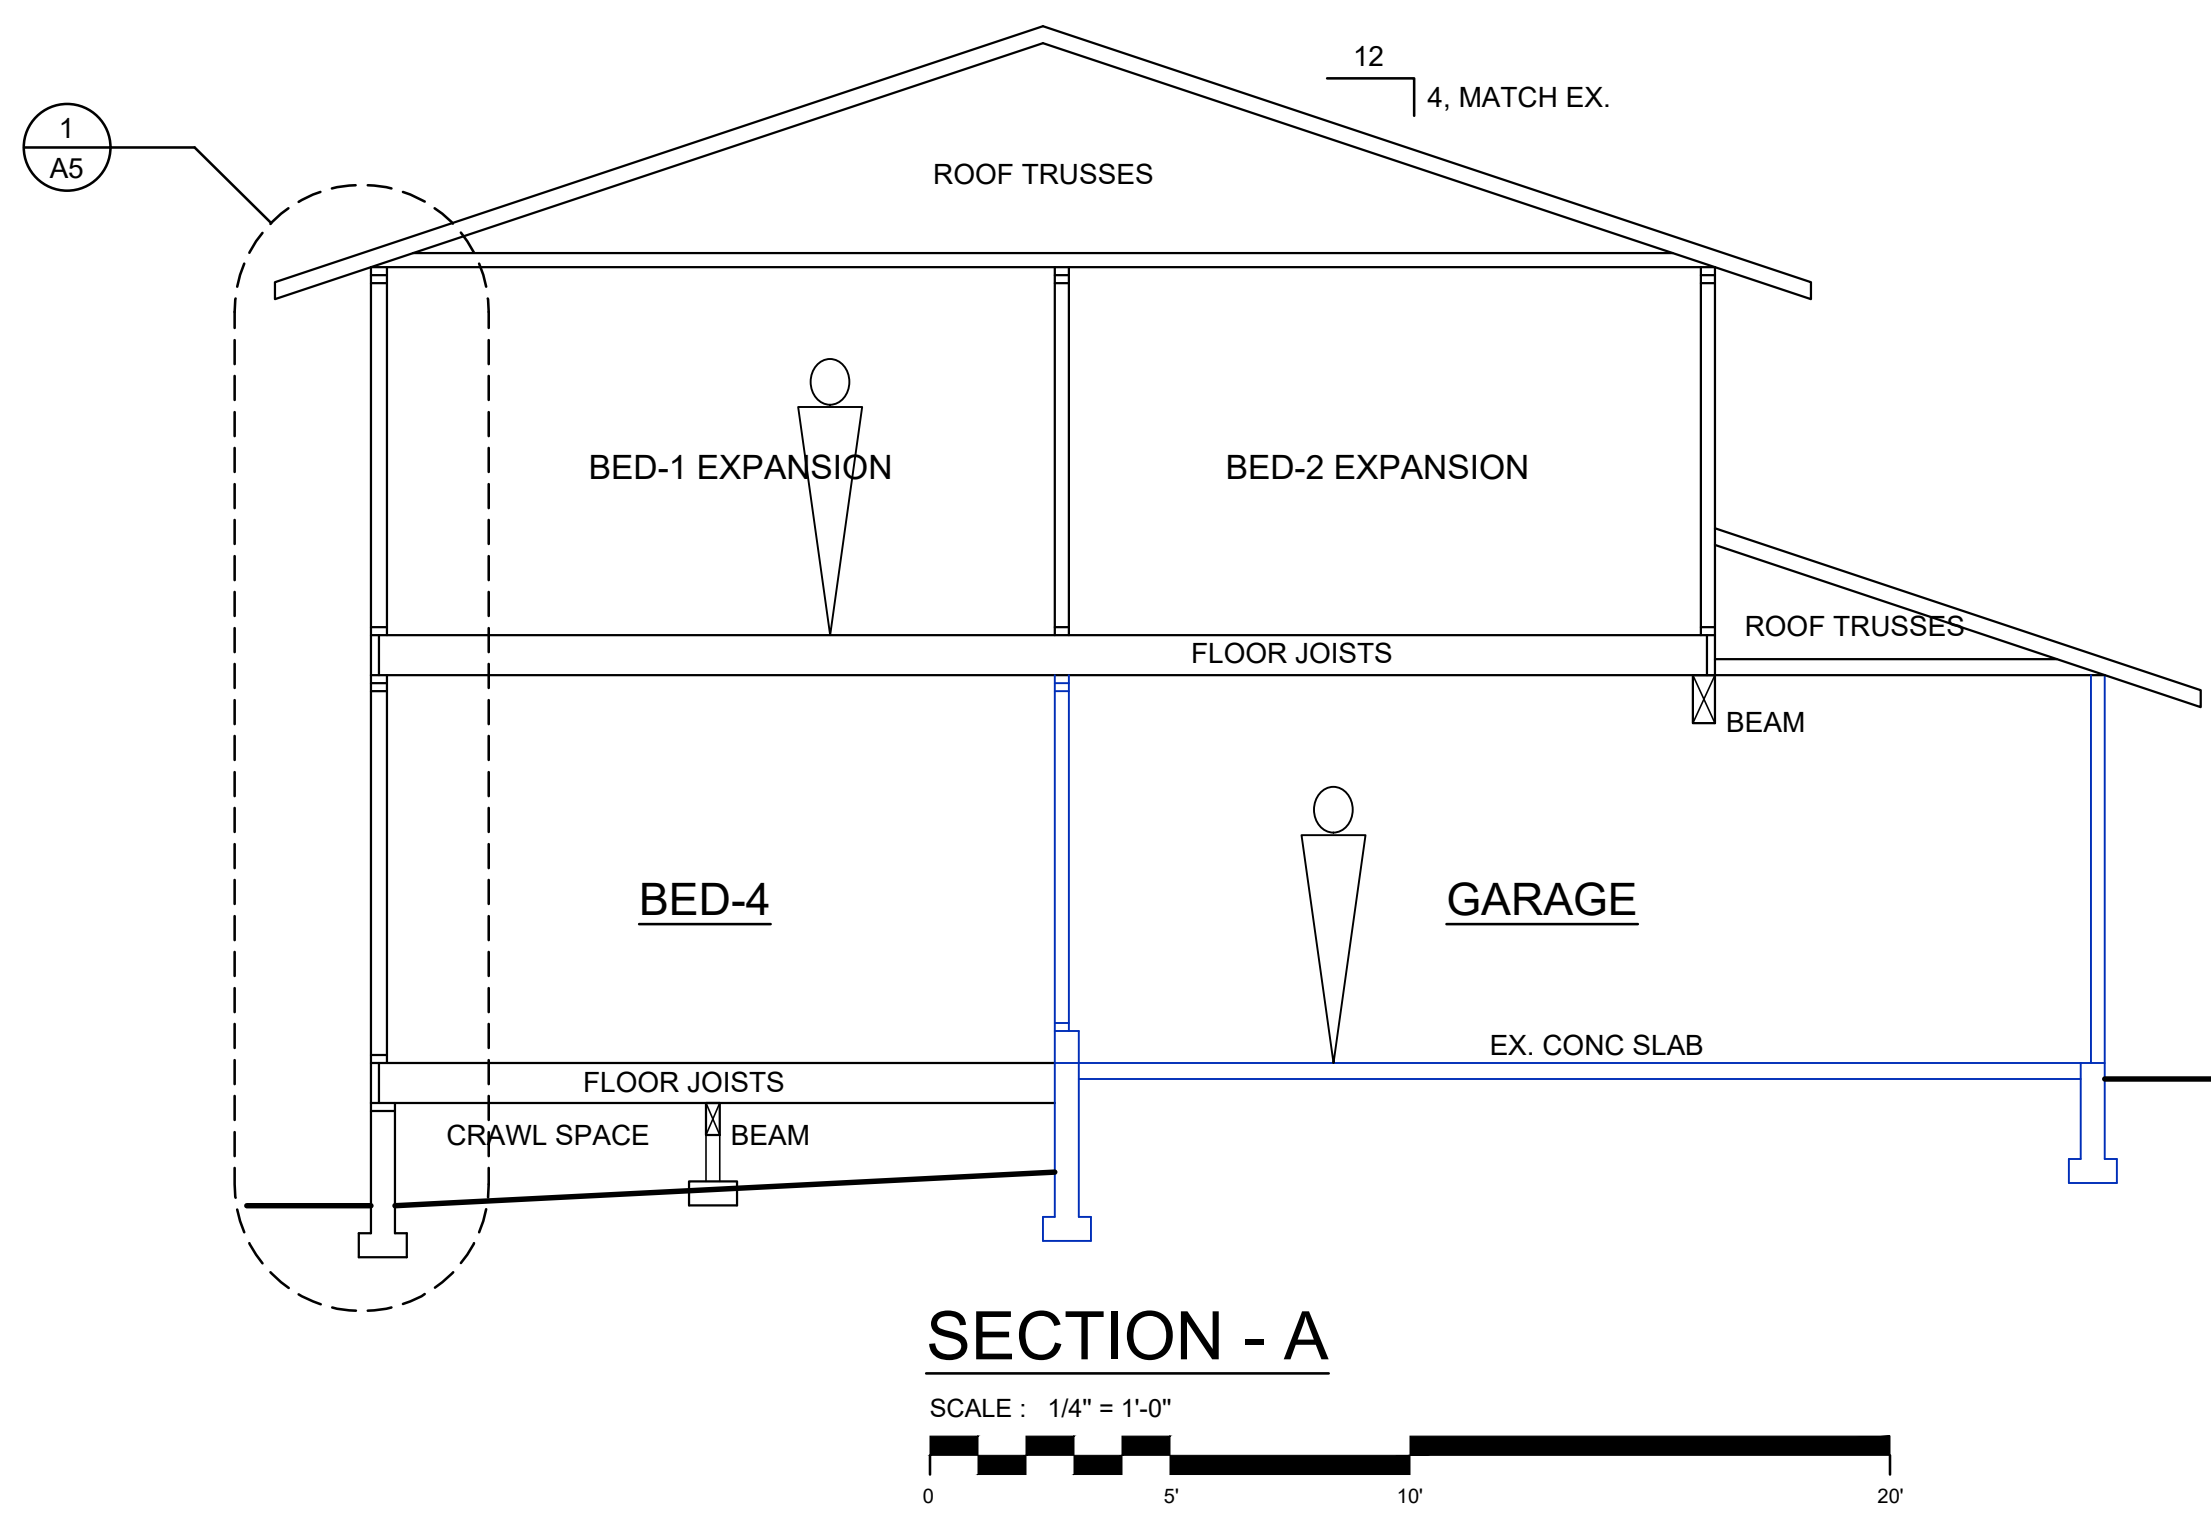 12
4, MATCH EX.
1
A5
ROOF TRUSSES
BED-1 EXPANSION
BED-2 EXPANSION
ROOF TRUSSES
FLOOR JOISTS
BEAM
BED-4
GARAGE
EX. CONC SLAB
FLOOR JOISTS
CRAWL SPACE
BEAM
SECTION - A
SCALE : 1/4" = 1'-0"
0 5' 10' 20'